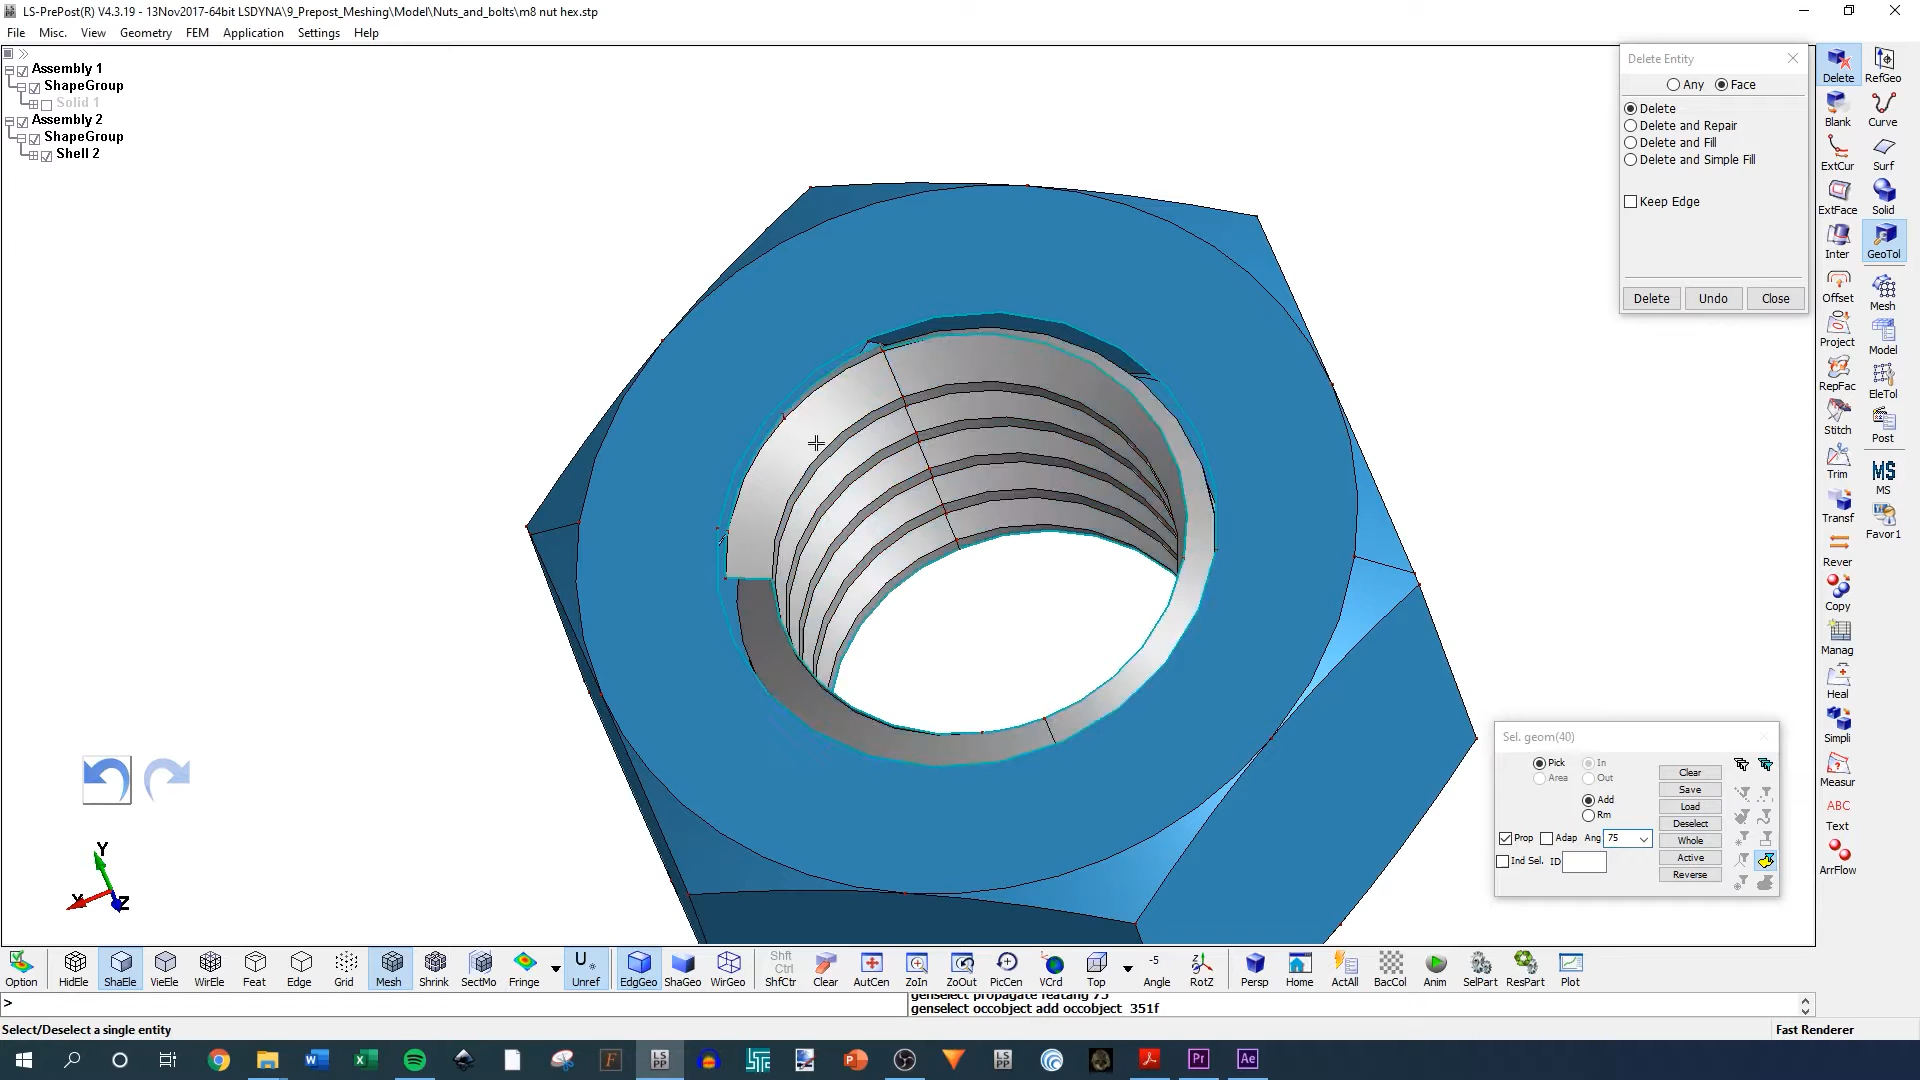 LS-PrePost(R) V4.3.19 - 13Nov2017-64bit LSDYNA\9_Prepost_Meshing\Model\Nuts_and_bolts\m8 nut hex.stp
File Misc. View Geometry FEM Application Settings Help
Assembly 1
ShapeGroup
Solid 1
Assembly 2
ShapeGroup
Shell 2
Delete Entity
Any Face
Delete
Delete and Repair
Delete and Fill
Delete and Simple Fill
Keep Edge
Delete Undo Close
Delete RefGeo
Blank Curve
ExtCur Surf
ExtFace Solid
Inter GeoTol
Offset Mesh
Project Model
RepFac EleTol
Stitch Post
Trim MS
MS
Transf Favor1
Rever
Copy
Manag
Heal
Simpli
Measur
ABC
Text
ArrFlow
Sel. geom(40)
Pick In
Area Out
Add
Rm
Prop Adap Ang 75
Ind Sel. ID
Clear
Save
Load
Deselect
Whole
Active
Reverse
Y
X Z
Option HidEle ShaEle VieEle WirEle Feat Edge Grid Mesh Shrink SectMo Fringe Unref EdgGeo ShaGeo WirGeo Shft Ctrl ShfCtr Clear AutCen ZoIn ZoOut PicCen VCrd Top -5 Angle RotZ Persp Home ActAll BacCol Anim SelPart ResPart Plot
>
genselect propagate featang 75
genselect occobject add occobject 351f
Select/Deselect a single entity
Fast Renderer